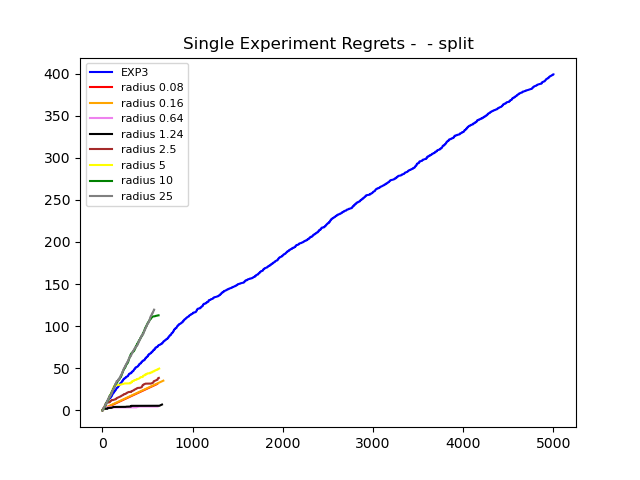 Single Experiment Regrets -  - split
EXP3
radius 0.08
radius 0.16
radius 0.64
radius 1.24
radius 2.5
radius 5
radius 10
radius 25
400
350
300
250
200
150
100
50
0
0 1000 2000 3000 4000 5000